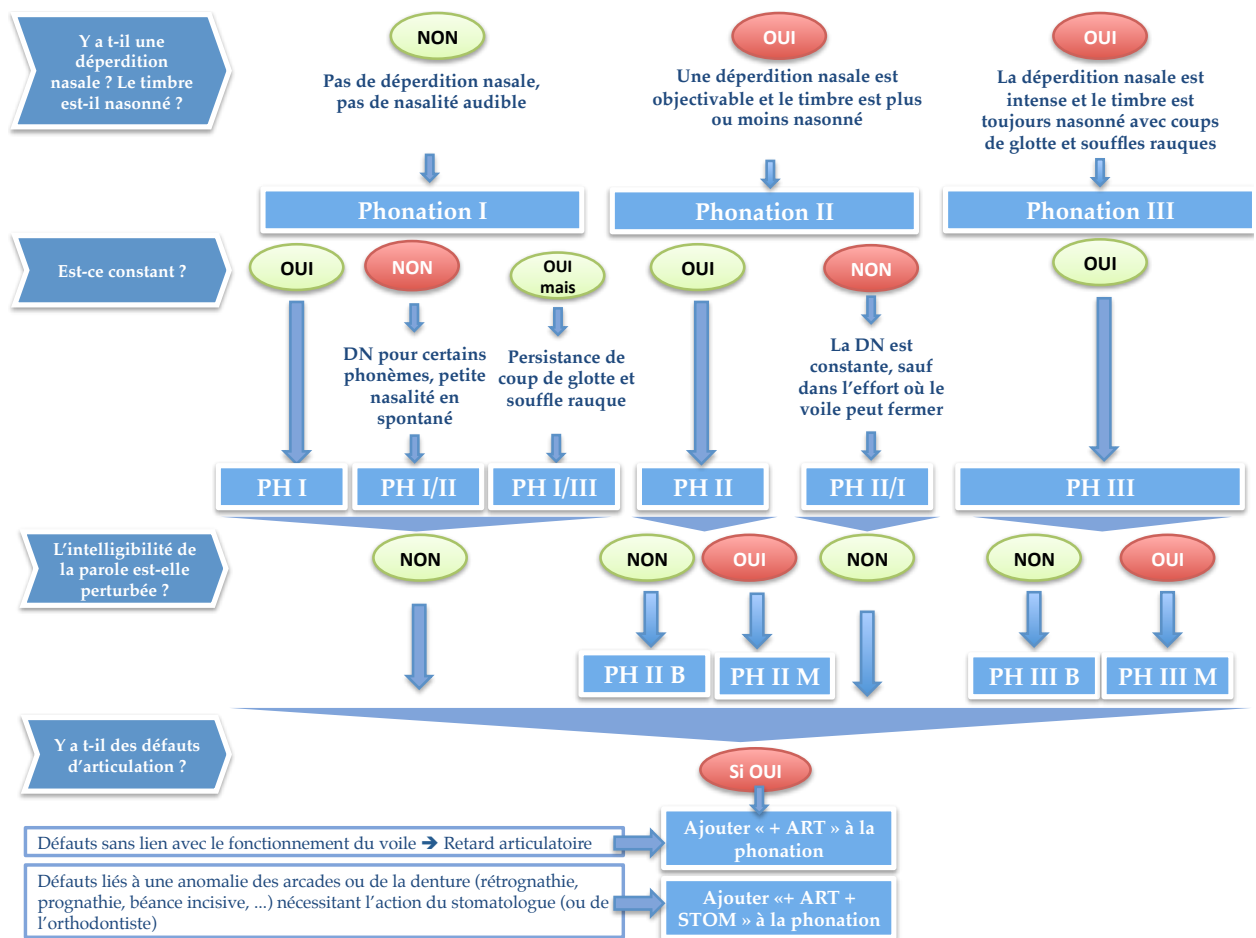 Y a t-il une
déperdition
nasale ? Le timbre
est-il nasonné ?
NON
Pas de déperdition nasale,
pas de nasalité audible
OUI
Une déperdition nasale est
objectivable et le timbre est plus
ou moins nasonné
OUI
La déperdition nasale est
intense et le timbre est
toujours nasonné avec coups
de glotte et souffles rauques
Phonation I
Phonation II
Phonation III
Est-ce constant ?
OUI
NON
OUI
mais
OUI
NON
OUI
DN pour certains
phonèmes, petite
nasalité en
spontané
Persistance de
coup de glotte et
souffle rauque
La DN est
constante, sauf
dans l’effort où le
voile peut fermer
PH I
PH I/II
PH I/III
PH II
PH II/I
PH III
L’intelligibilité de
la parole est-elle
perturbée ?
NON
NON
OUI
NON
NON
OUI
PH II B
PH II M
PH III B
PH III M
Y a t-il des défauts
d’articulation ?
Si OUI
Défauts sans lien avec le fonctionnement du voile ➔ Retard articulatoire
Ajouter « + ART » à la
phonation
Défauts liés à une anomalie des arcades ou de la denture (rétrognathie,
prognathie, béance incisive, ...) nécessitant l’action du stomatologue (ou de
l’orthodontiste)
Ajouter «+ ART +
STOM » à la phonation